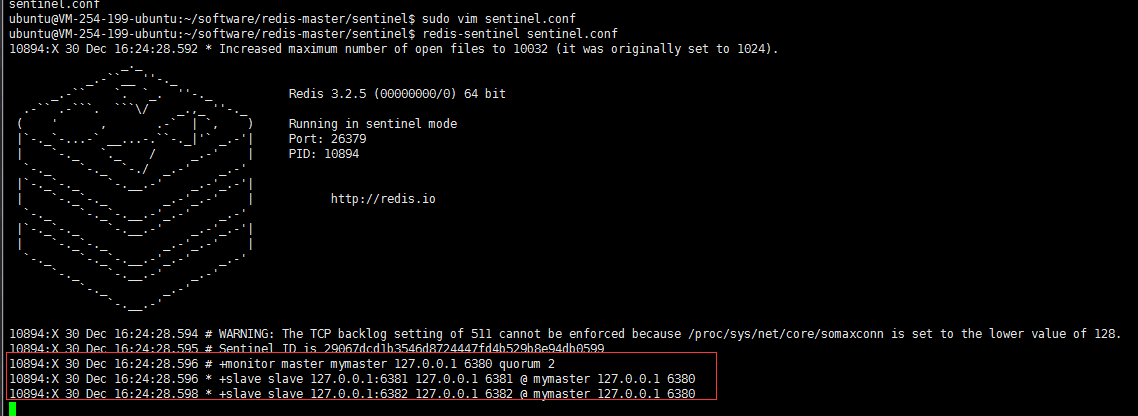 sentinel.conf
ubuntu@VM-254-199-ubuntu:~/software/redis-master/sentinel$ sudo vim sentinel.conf
ubuntu@VM-254-199-ubuntu:~/software/redis-master/sentinel$ redis-sentinel sentinel.conf
10894:X 30 Dec 16:24:28.592 * Increased maximum number of open files to 10032 (it was originally set to 1024).
Redis 3.2.5 (00000000/0) 64 bit
Running in sentinel mode
Port: 26379
PID: 10894
http://redis.io
10894:X 30 Dec 16:24:28.594 # WARNING: The TCP backlog setting of 511 cannot be enforced because /proc/sys/net/core/somaxconn is set to the lower value of 128.
10894:X 30 Dec 16:24:28.595 # Sentinel ID is 29067dcd1b3546d8724447fd4b529b8e94db0599
10894:X 30 Dec 16:24:28.596 # +monitor master mymaster 127.0.0.1 6380 quorum 2
10894:X 30 Dec 16:24:28.596 * +slave slave 127.0.0.1:6381 127.0.0.1 6381 @ mymaster 127.0.0.1 6380
10894:X 30 Dec 16:24:28.598 * +slave slave 127.0.0.1:6382 127.0.0.1 6382 @ mymaster 127.0.0.1 6380